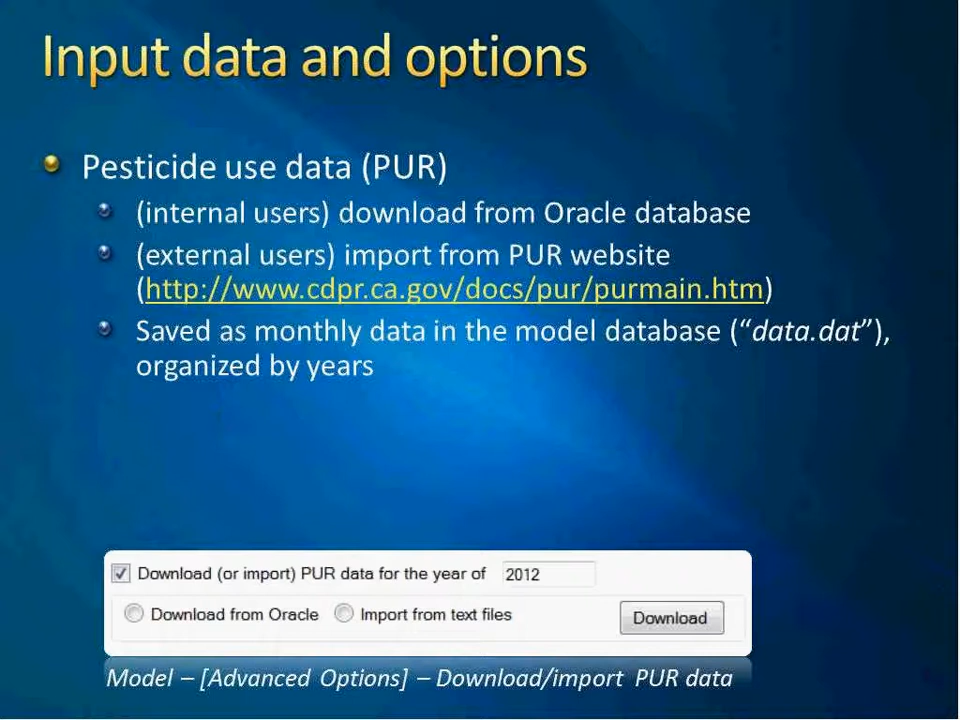 Input data and options
Pesticide use data (PUR)
(internal users) download from Oracle database
(external users) import from PUR website
(http://www.cdpr.ca.gov/docs/pur/purmain.htm)
Saved as monthly data in the model database (“data.dat”),
organized by years
Download (or import) PUR data for the year of 2012
Download from Oracle Import from text files Download
Model – [Advanced Options] – Download/import PUR data